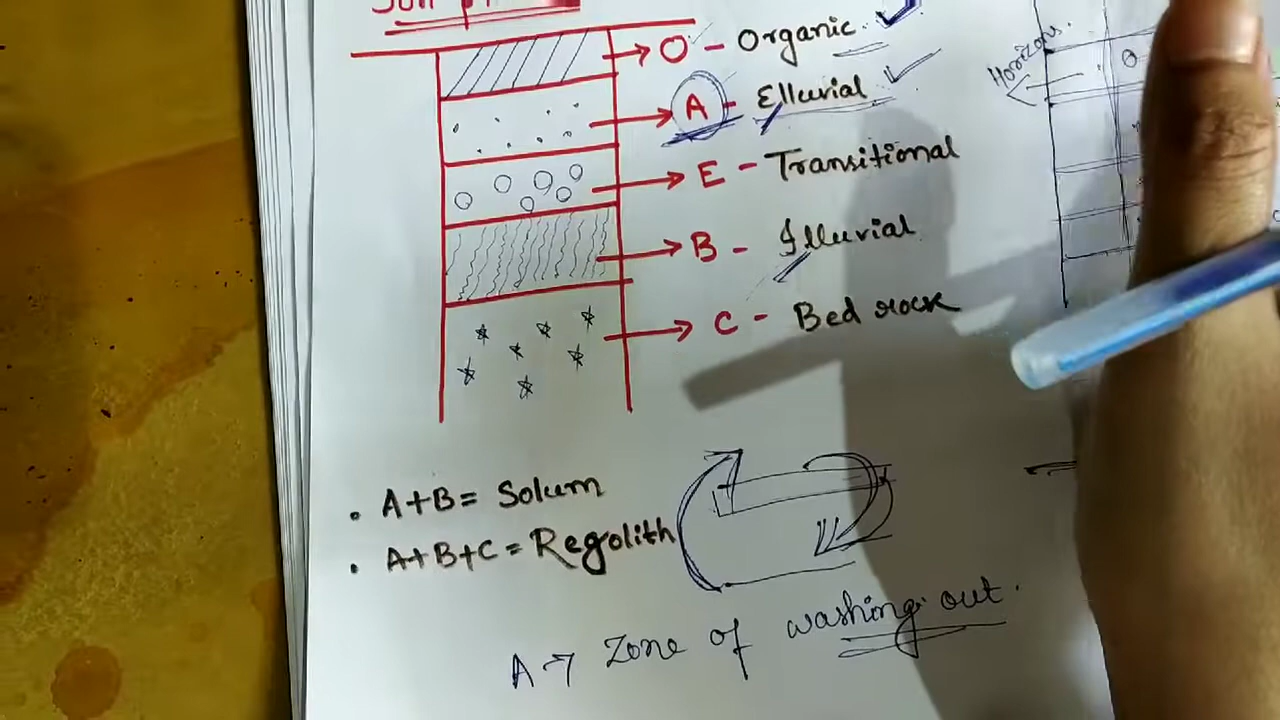 O - Organic
A - Elluvial
E - Transitional
B - Illuvial
C - Bed rock
Horizons.
O
• A+B= Solum
• A+B+C = Regolith
A → Zone of washing out.